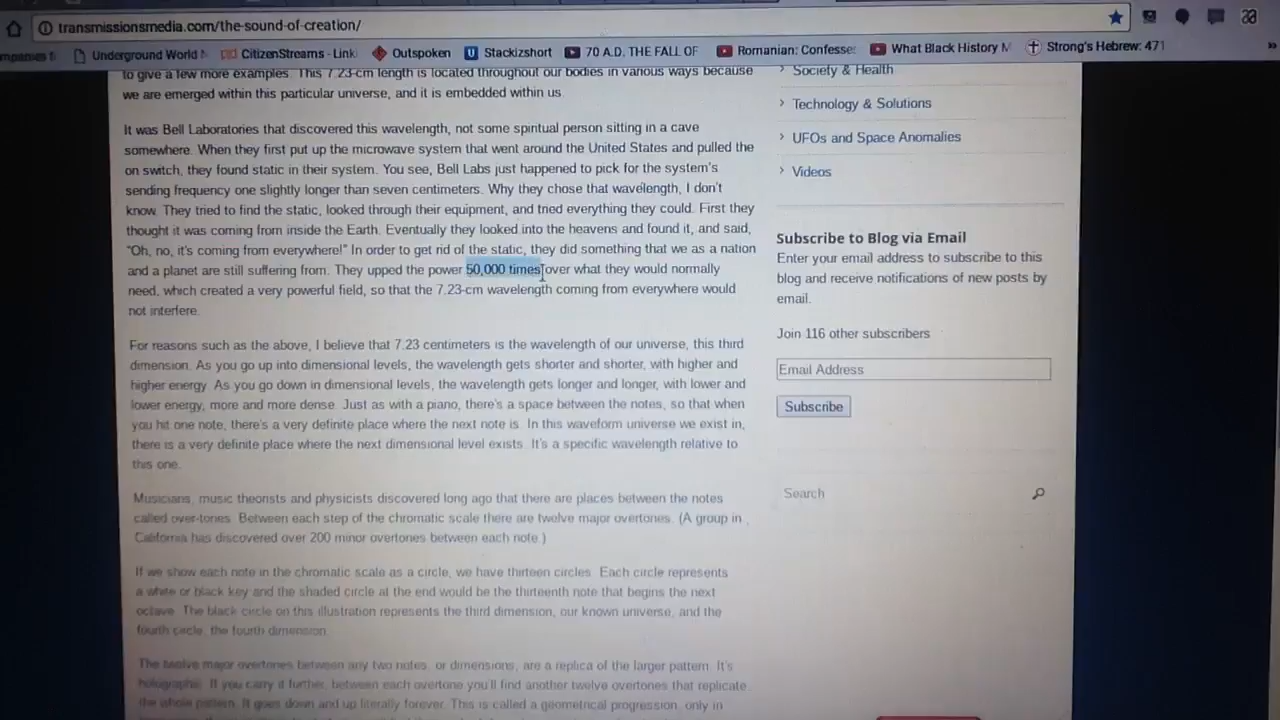 transmissionsmedia.com/the-sound-of-creation/
Underground World
CitizenStreams - Link
Outspoken
Stackizshort
70 A.D. THE FALL OF
Romanian: Confesse
What Black History M
Strong's Hebrew: 471
»
to give a few more examples. This 7.23-cm length is located throughout our bodies in various ways because
we are emerged within this particular universe, and it is embedded within us
It was Bell Laboratories that discovered this wavelength, not some spiritual person sitting in a cave
somewhere. When they first put up the microwave system that went around the United States and pulled the
on switch, they found static in their system. You see, Bell Labs just happened to pick for the system's
sending frequency one slightly longer than seven centimeters. Why they chose that wavelength, I don't
know. They tried to find the static, looked through their equipment, and tried everything they could. First they
thought it was coming from inside the Earth. Eventually they looked into the heavens and found it, and said,
"Oh, no, it's coming from everywhere!" In order to get rid of the static, they did something that we as a nation
and a planet are still suffering from. They upped the power 50,000 times over what they would normally
need, which created a very powerful field, so that the 7.23-cm wavelength coming from everywhere would
not interfere.
For reasons such as the above, I believe that 7.23 centimeters is the wavelength of our universe, this third
dimension. As you go up into dimensional levels, the wavelength gets shorter and shorter, with higher and
higher energy. As you go down in dimensional levels, the wavelength gets longer and longer, with lower and
lower energy, more and more dense. Just as with a piano, there's a space between the notes, so that when
you hit one note, there's a very definite place where the next note is. In this waveform universe we exist in,
there is a very definite place where the next dimensional level exists. It's a specific wavelength relative to
this one.
Musicians, music theorists and physicists discovered long ago that there are places between the notes
called over-tones. Between each step of the chromatic scale there are twelve major overtones. (A group in
California has discovered over 200 minor overtones between each note.)
If we show each note in the chromatic scale as a circle, we have thirteen circles. Each circle represents
a white or black key and the shaded circle at the end would be the thirteenth note that begins the next
octave. The black circle on this illustration represents the third dimension, our known universe, and the
fourth circle, the fourth dimension.
The twelve major overtones between any two notes, or dimensions, are a replica of the larger pattern. It's
holographic. If you carry it further, between each overtone you'll find another twelve overtones that replicate
the whole pattern. It goes down and up literally forever. This is called a geometrical progression, only in
› Society & Health
› Technology & Solutions
› UFOs and Space Anomalies
› Videos
Subscribe to Blog via Email
Enter your email address to subscribe to this
blog and receive notifications of new posts by
email.
Join 116 other subscribers
Email Address
Subscribe
Search